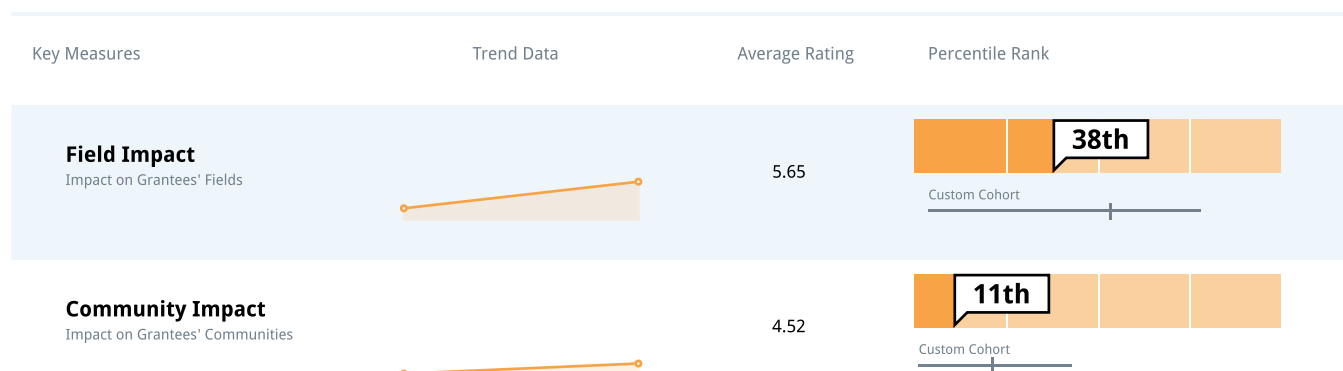 Key Measures
Trend Data
Average Rating
Percentile Rank
Field Impact
Impact on Grantees' Fields
5.65
38th
Custom Cohort
Community Impact
Impact on Grantees' Communities
4.52
11th
Custom Cohort